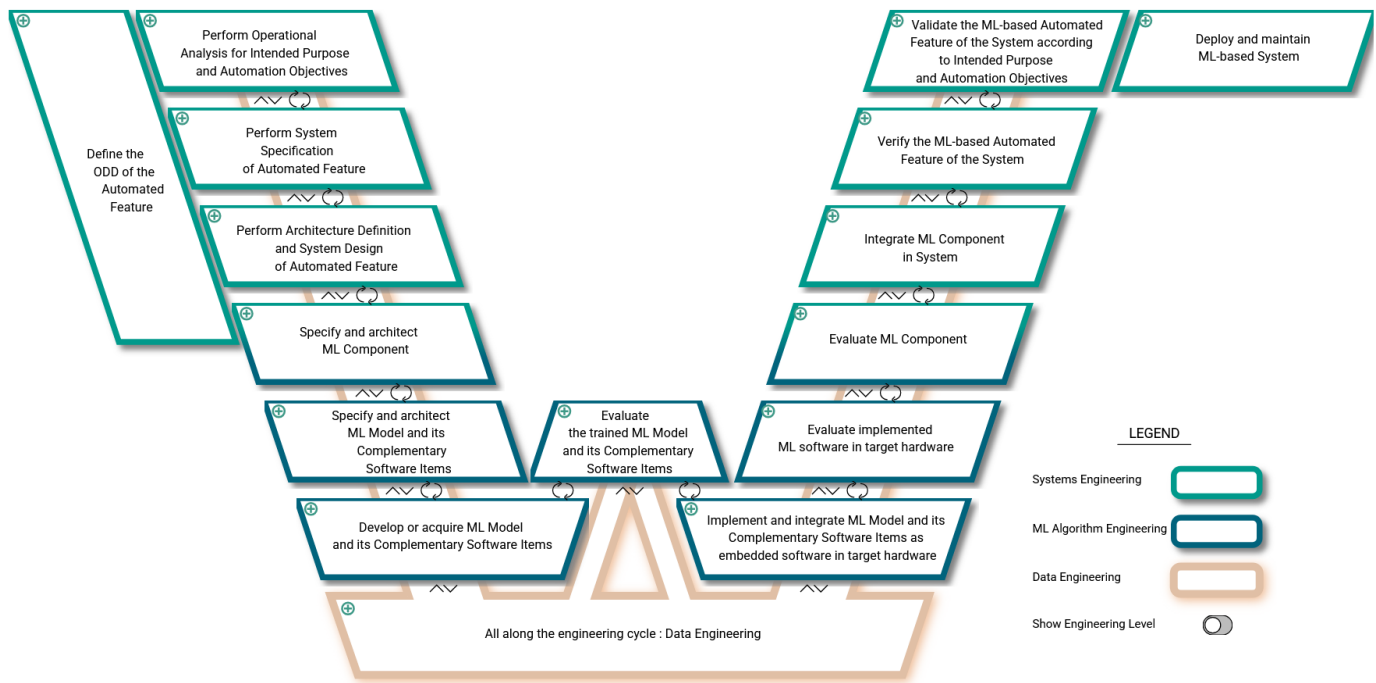 Define the
ODD of the
Automated
Feature
Perform Operational
Analysis for Intended Purpose
and Automation Objectives
Perform System
Specification
of Automated Feature
Perform Architecture Definition
and System Design
of Automated Feature
Specify and architect
ML Component
Specify and architect
ML Model and its
Complementary
Software Items
Develop or acquire ML Model
and its Complementary Software Items
Evaluate
the trained ML Model
and its Complementary
Software Items
Implement and integrate ML Model and its
Complementary Software Items as
embedded software in target hardware
Evaluate implemented
ML software in target hardware
Evaluate ML Component
Integrate ML Component
in System
Verify the ML-based Automated
Feature of the System
Validate the ML-based Automated
Feature of the System according
to Intended Purpose
and Automation Objectives
Deploy and maintain
ML-based System
All along the engineering cycle : Data Engineering
LEGEND
Systems Engineering
ML Algorithm Engineering
Data Engineering
Show Engineering Level